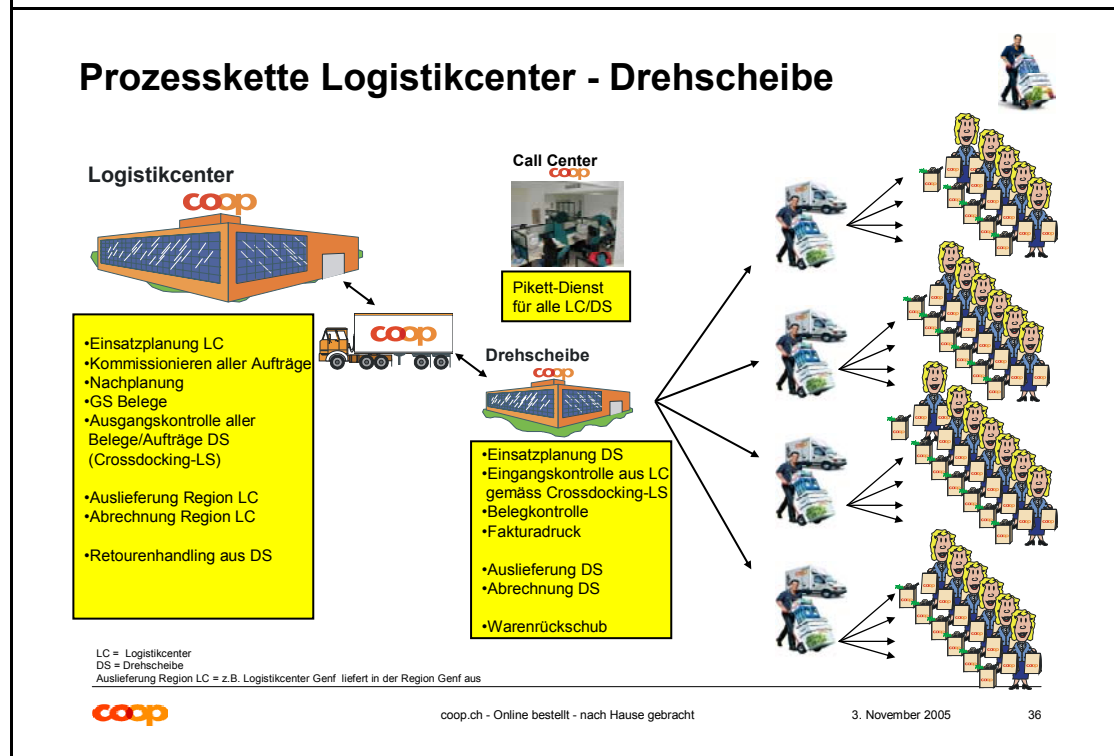 Prozesskette Logistikcenter - Drehscheibe
Logistikcenter
coop
•Einsatzplanung LC
•Kommissionieren aller Aufträge
•Nachplanung
•GS Belege
•Ausgangskontrolle aller
Belege/Aufträge DS
(Crossdocking-LS)
•Auslieferung Region LC
•Abrechnung Region LC
•Retourenhandling aus DS
coop
Call Center
coop
Pikett-Dienst
für alle LC/DS
Drehscheibe
coop
•Einsatzplanung DS
•Eingangskontrolle aus LC
gemäss Crossdocking-LS
•Belegkontrolle
•Fakturadruck
•Auslieferung DS
•Abrechnung DS
•Warenrückschub
LC = Logistikcenter
DS = Drehscheibe
Auslieferung Region LC = z.B. Logistikcenter Genf liefert in der Region Genf aus
coop
coop.ch - Online bestellt - nach Hause gebracht
3. November 2005
36